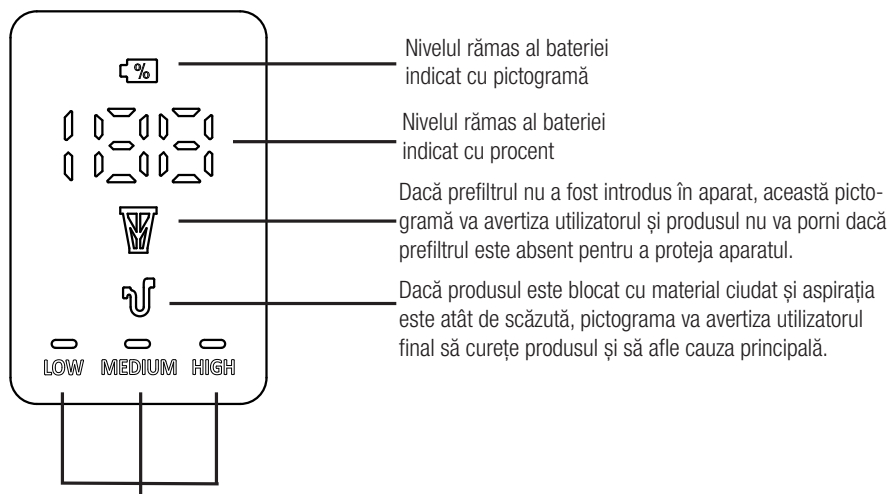 %
Nivelul rămas al bateriei
indicat cu pictogramă
188
Nivelul rămas al bateriei
indicat cu procent
Dacă prefiltrul nu a fost introdus în aparat, această picto-
gramă va avertiza utilizatorul și produsul nu va porni dacă
prefiltrul este absent pentru a proteja aparatul.
Dacă produsul este blocat cu material ciudat și aspirația
este atât de scăzută, pictograma va avertiza utilizatorul
final să curețe produsul și să afle cauza principală.
LOW MEDIUM HIGH